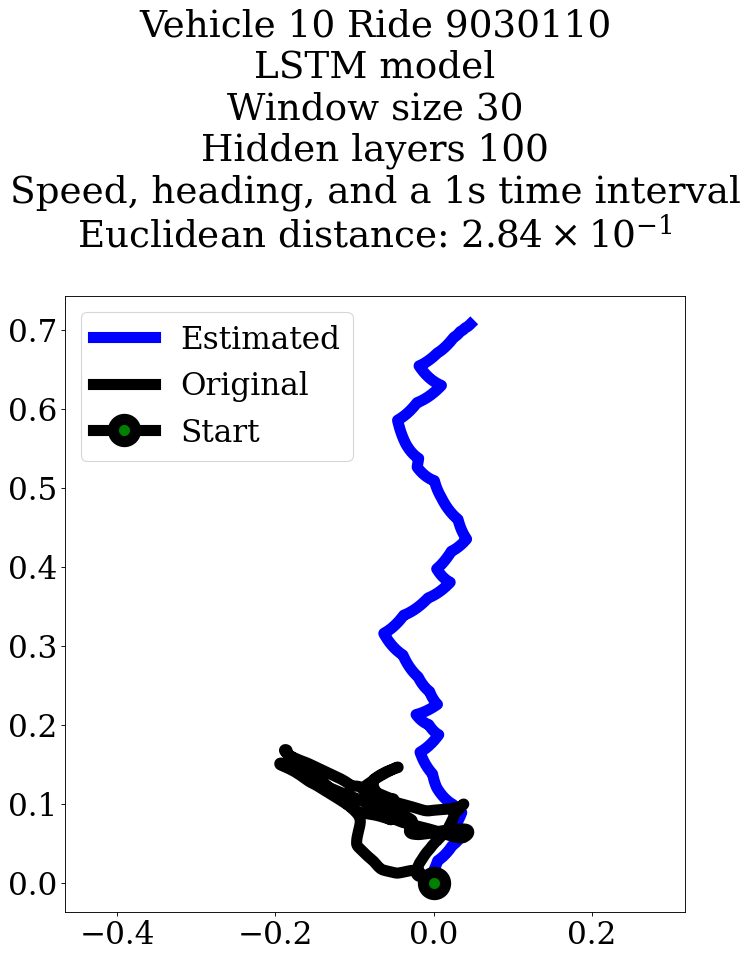 Vehicle 10 Ride 9030110
LSTM model
Window size 30
Hidden layers 100
Speed, heading, and a 1s time interval
Euclidean distance: 2.84 × 10⁻¹
Estimated
Original
Start
0.7
0.6
0.5
0.4
0.3
0.2
0.1
0.0
−0.4 −0.2 0.0 0.2